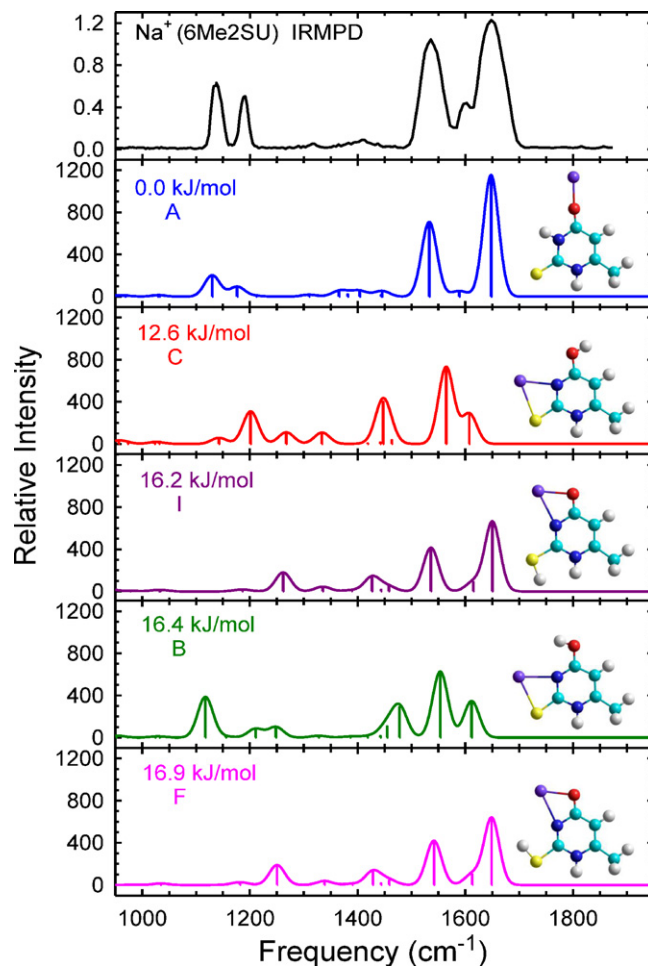 Na+ (6Me2SU) IRMPD
1.2
0.8
0.4
0.0
1200
800
400
0
0.0 kJ/mol
A
1200
800
400
0
12.6 kJ/mol
C
1200
800
400
0
16.2 kJ/mol
I
1200
800
400
0
16.4 kJ/mol
B
1200
800
400
0
16.9 kJ/mol
F
Relative Intensity
1000 1200 1400 1600 1800
Frequency (cm-1)